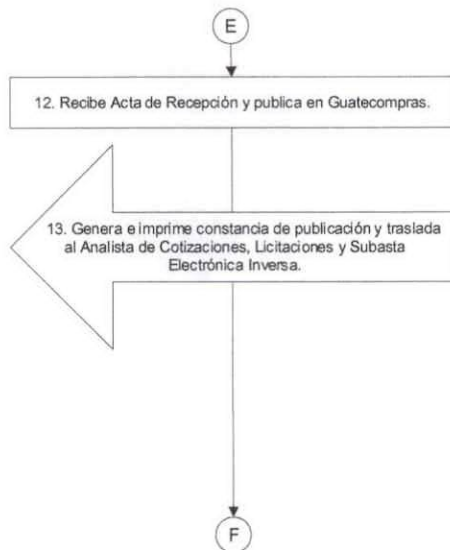 E
12. Recibe Acta de Recepción y publica en Guatecompras.
13. Genera e imprime constancia de publicación y traslada
al Analista de Cotizaciones, Licitaciones y Subasta
Electrónica Inversa.
F